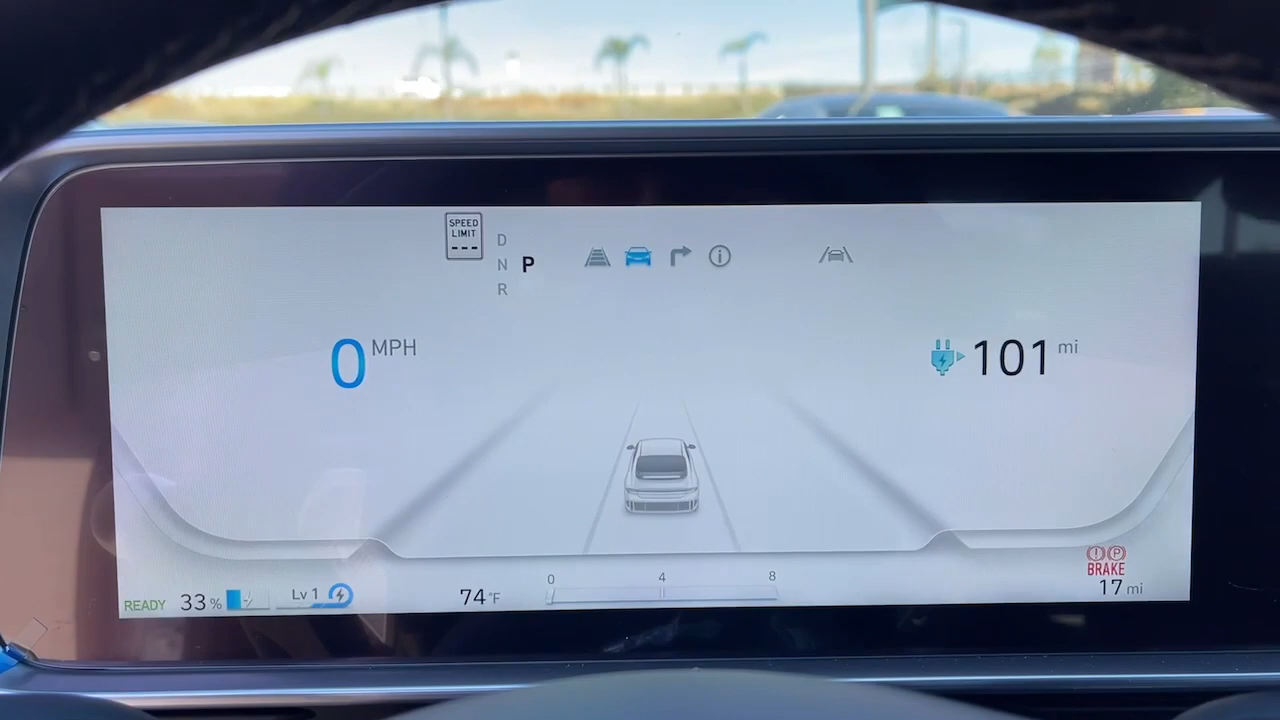 SPEED
LIMIT
---
D
N P
R
0 MPH
101 mi
0 4 8
BRAKE
READY 33% Lv 1 74°F 17 mi